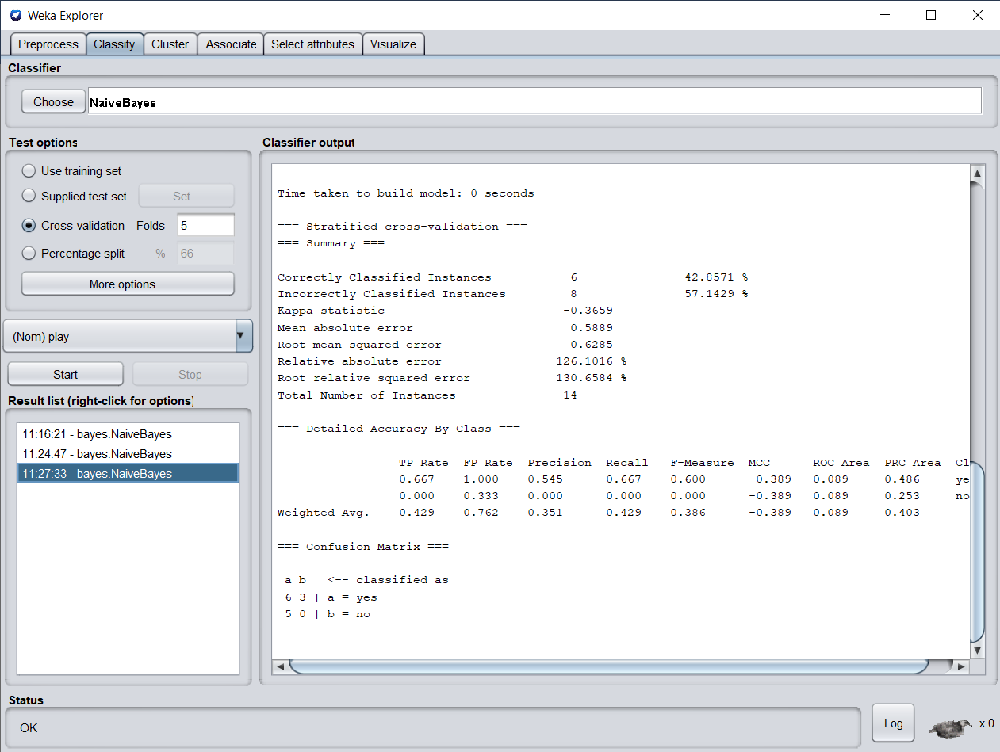 Weka Explorer
Preprocess Classify Cluster Associate Select attributes Visualize
Classifier
Choose NaiveBayes
Test options
Use training set
Supplied test set Set...
Cross-validation Folds 5
Percentage split % 66
More options...
(Nom) play
Start Stop
Result list (right-click for options)
11:16:21 - bayes.NaiveBayes
11:24:47 - bayes.NaiveBayes
11:27:33 - bayes.NaiveBayes
Classifier output
Time taken to build model: 0 seconds
=== Stratified cross-validation ===
=== Summary ===
Correctly Classified Instances 6 42.8571 %
Incorrectly Classified Instances 8 57.1429 %
Kappa statistic -0.3659
Mean absolute error 0.5889
Root mean squared error 0.6285
Relative absolute error 126.1016 %
Root relative squared error 130.6584 %
Total Number of Instances 14
=== Detailed Accuracy By Class ===
TP Rate FP Rate Precision Recall F-Measure MCC ROC Area PRC Area Cl
0.667 1.000 0.545 0.667 0.600 -0.389 0.089 0.486 ye
0.000 0.333 0.000 0.000 0.000 -0.389 0.089 0.253 no
Weighted Avg. 0.429 0.762 0.351 0.429 0.386 -0.389 0.089 0.403
=== Confusion Matrix ===
a b <-- classified as
6 3 | a = yes
5 0 | b = no
Status
OK
Log
x 0